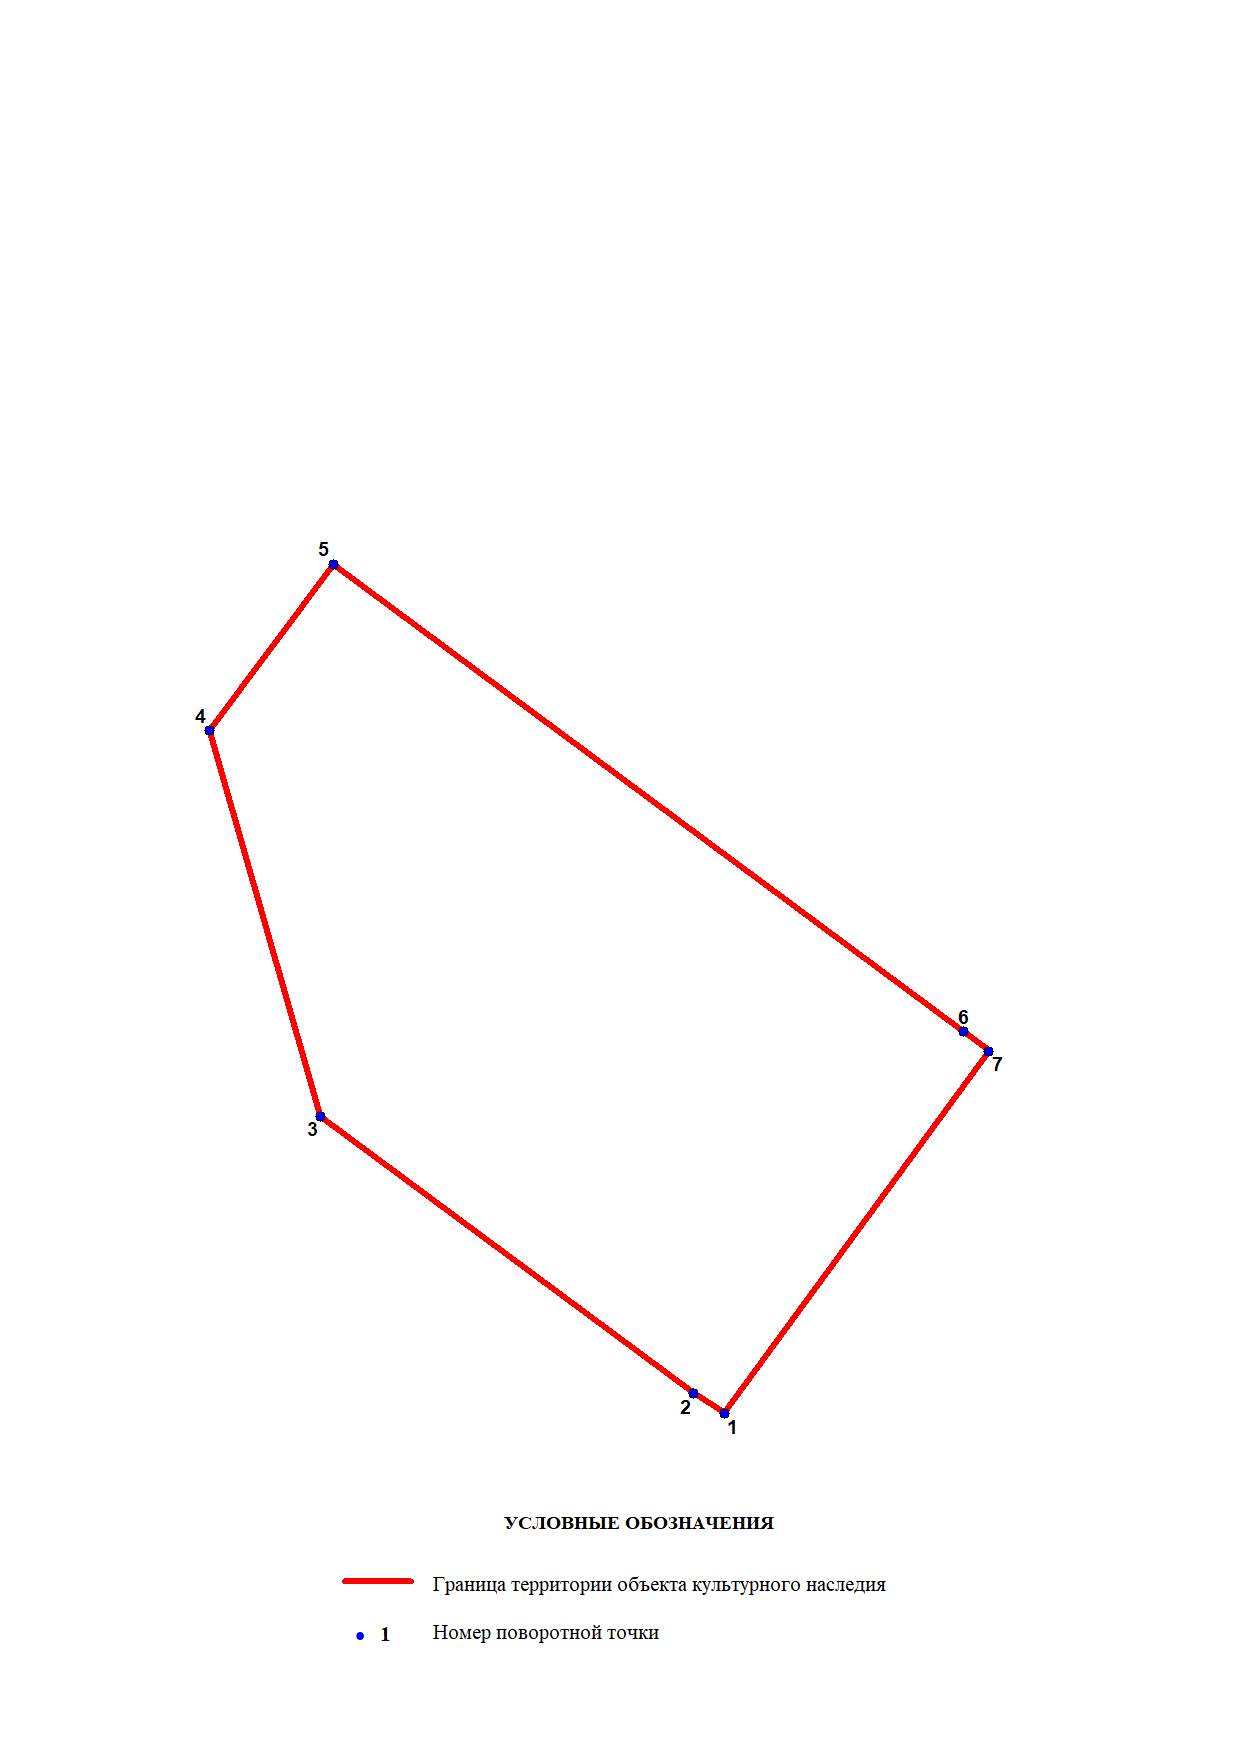 5
4
6
7
3
2
1
УСЛОВНЫЕ ОБОЗНАЧЕНИЯ
Граница территории объекта культурного наследия
1 Номер поворотной точки